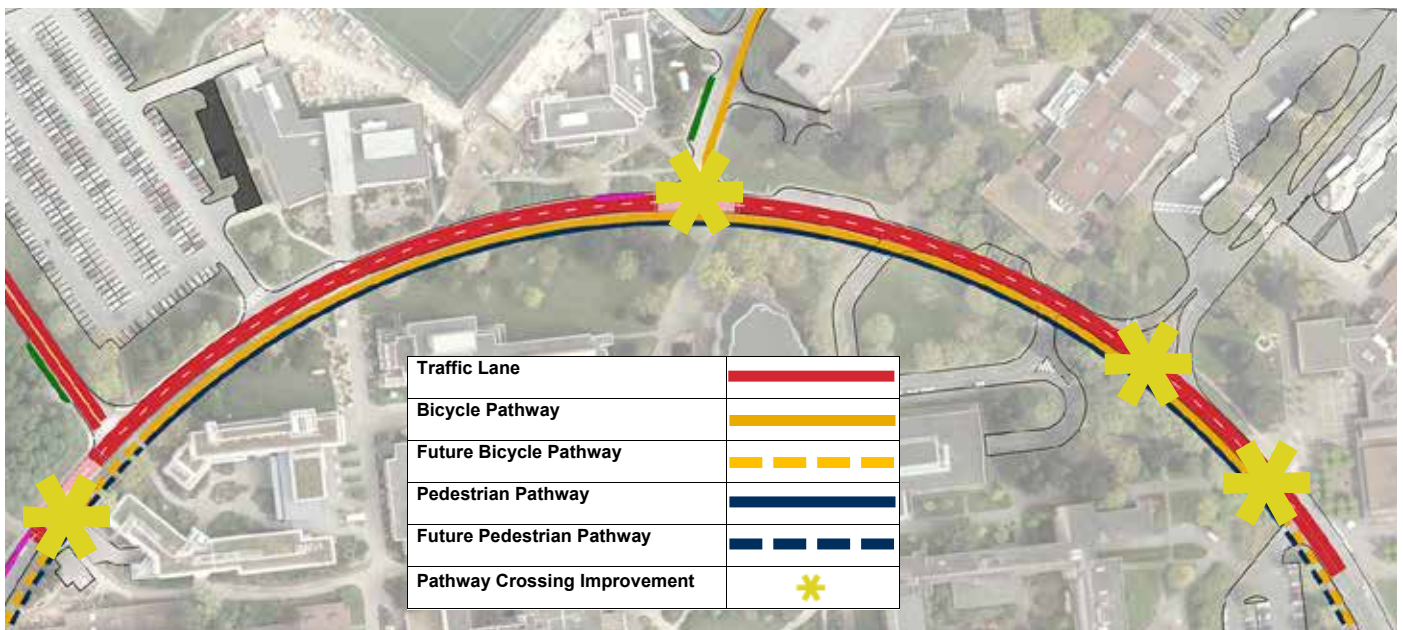 Traffic Lane
Bicycle Pathway
Future Bicycle Pathway
Pedestrian Pathway
Future Pedestrian Pathway
Pathway Crossing Improvement